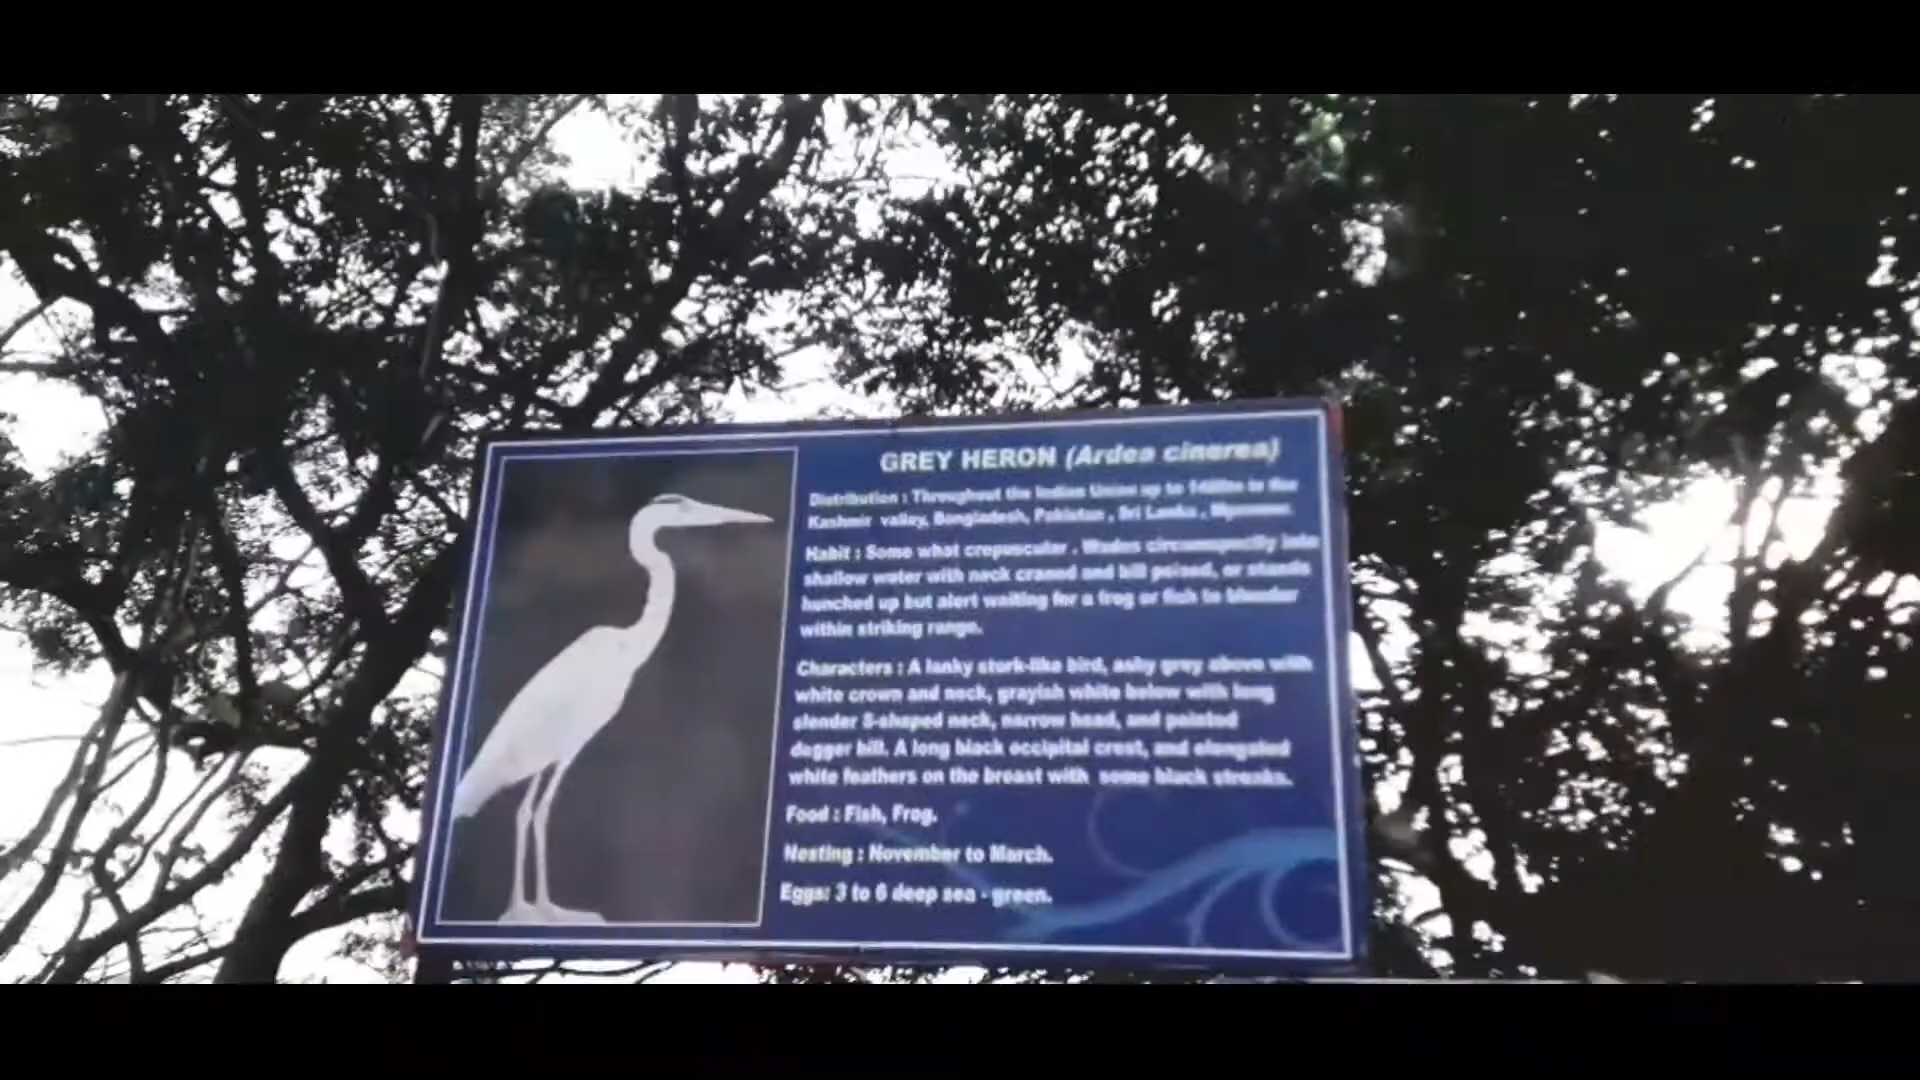 GREY HERON (Ardea cinerea)
Distribution : Throughout the Indian Union up to in the
Kashmir valley, Bangladesh, Pakistan , Sri Lanka , Myanmar.
Habit : Some what crepuscular . Wades circumspectly into
shallow water with neck craned and bill poised, or stands
hunched up but alert waiting for a frog or fish to blunder
within striking range.
Characters : A lanky stork-like bird, ashy grey above with
white crown and neck, grayish white below with long
slender S-shaped neck, narrow head, and pointed
dagger bill. A long black occipital crest, and elongated
white feathers on the breast with some black streaks.
Food : Fish, Frog.
Nesting : November to March.
Eggs: 3 to 6 deep sea - green.